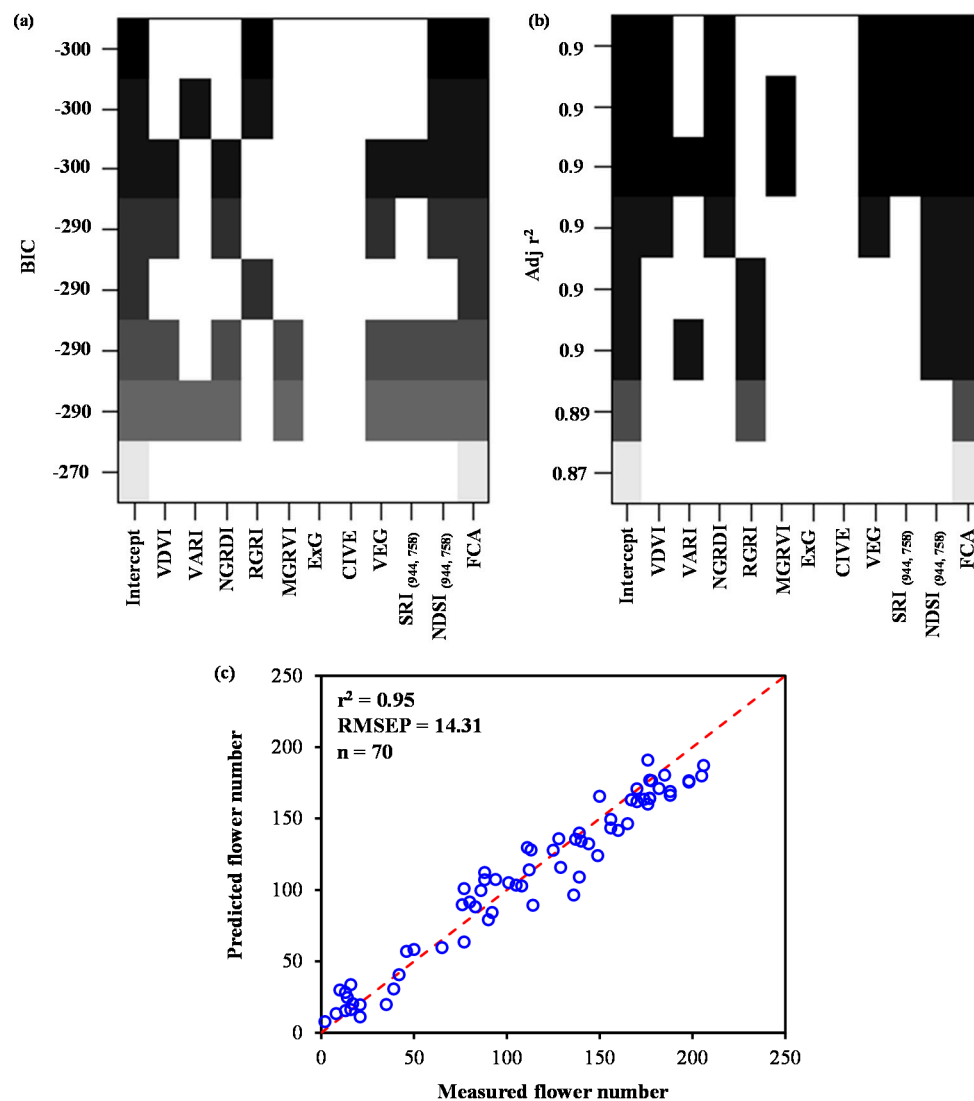 (a)
BIC
-300
-300
-300
-290
-290
-290
-290
-270
Intercept
VDVI
VARI
NGRDI
RGRI
MGRVI
ExG
CIVE
VEG
SRI (944, 758)
NDSI (944, 758)
FCA
(b)
Adj r²
0.9
0.9
0.9
0.9
0.9
0.9
0.89
0.87
Intercept
VDVI
VARI
NGRDI
RGRI
MGRVI
ExG
CIVE
VEG
SRI (944, 758)
NDSI (944, 758)
FCA
(c)
r² = 0.95
RMSEP = 14.31
n = 70
Predicted flower number
250
200
150
100
50
0
0 50 100 150 200 250
Measured flower number